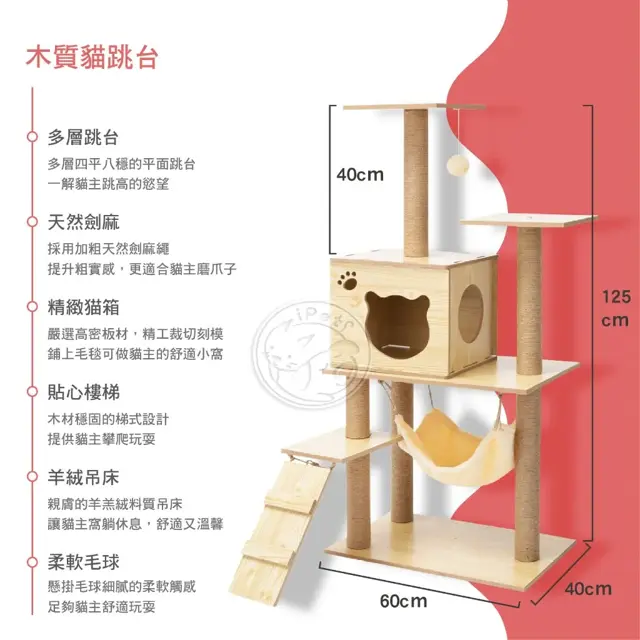 木質貓跳台
多層跳台
多層四平八穩的平面跳台
一解貓主跳高的慾望
天然劍麻
採用加粗天然劍麻繩
提升粗實感，更適合貓主磨爪子
精緻猫箱
嚴選高密板材，精工裁切刻模
鋪上毛毯可做貓主的舒適小窩
貼心樓梯
木材穩固的梯式設計
提供貓主攀爬玩耍
羊絨吊床
親膚的羊羔絨料質吊床
讓貓主窩躺休息，舒適又溫馨
柔軟毛球
懸掛毛球細膩的柔軟觸感
足夠貓主舒適玩耍
40cm
125
cm
60cm
40cm
iPets